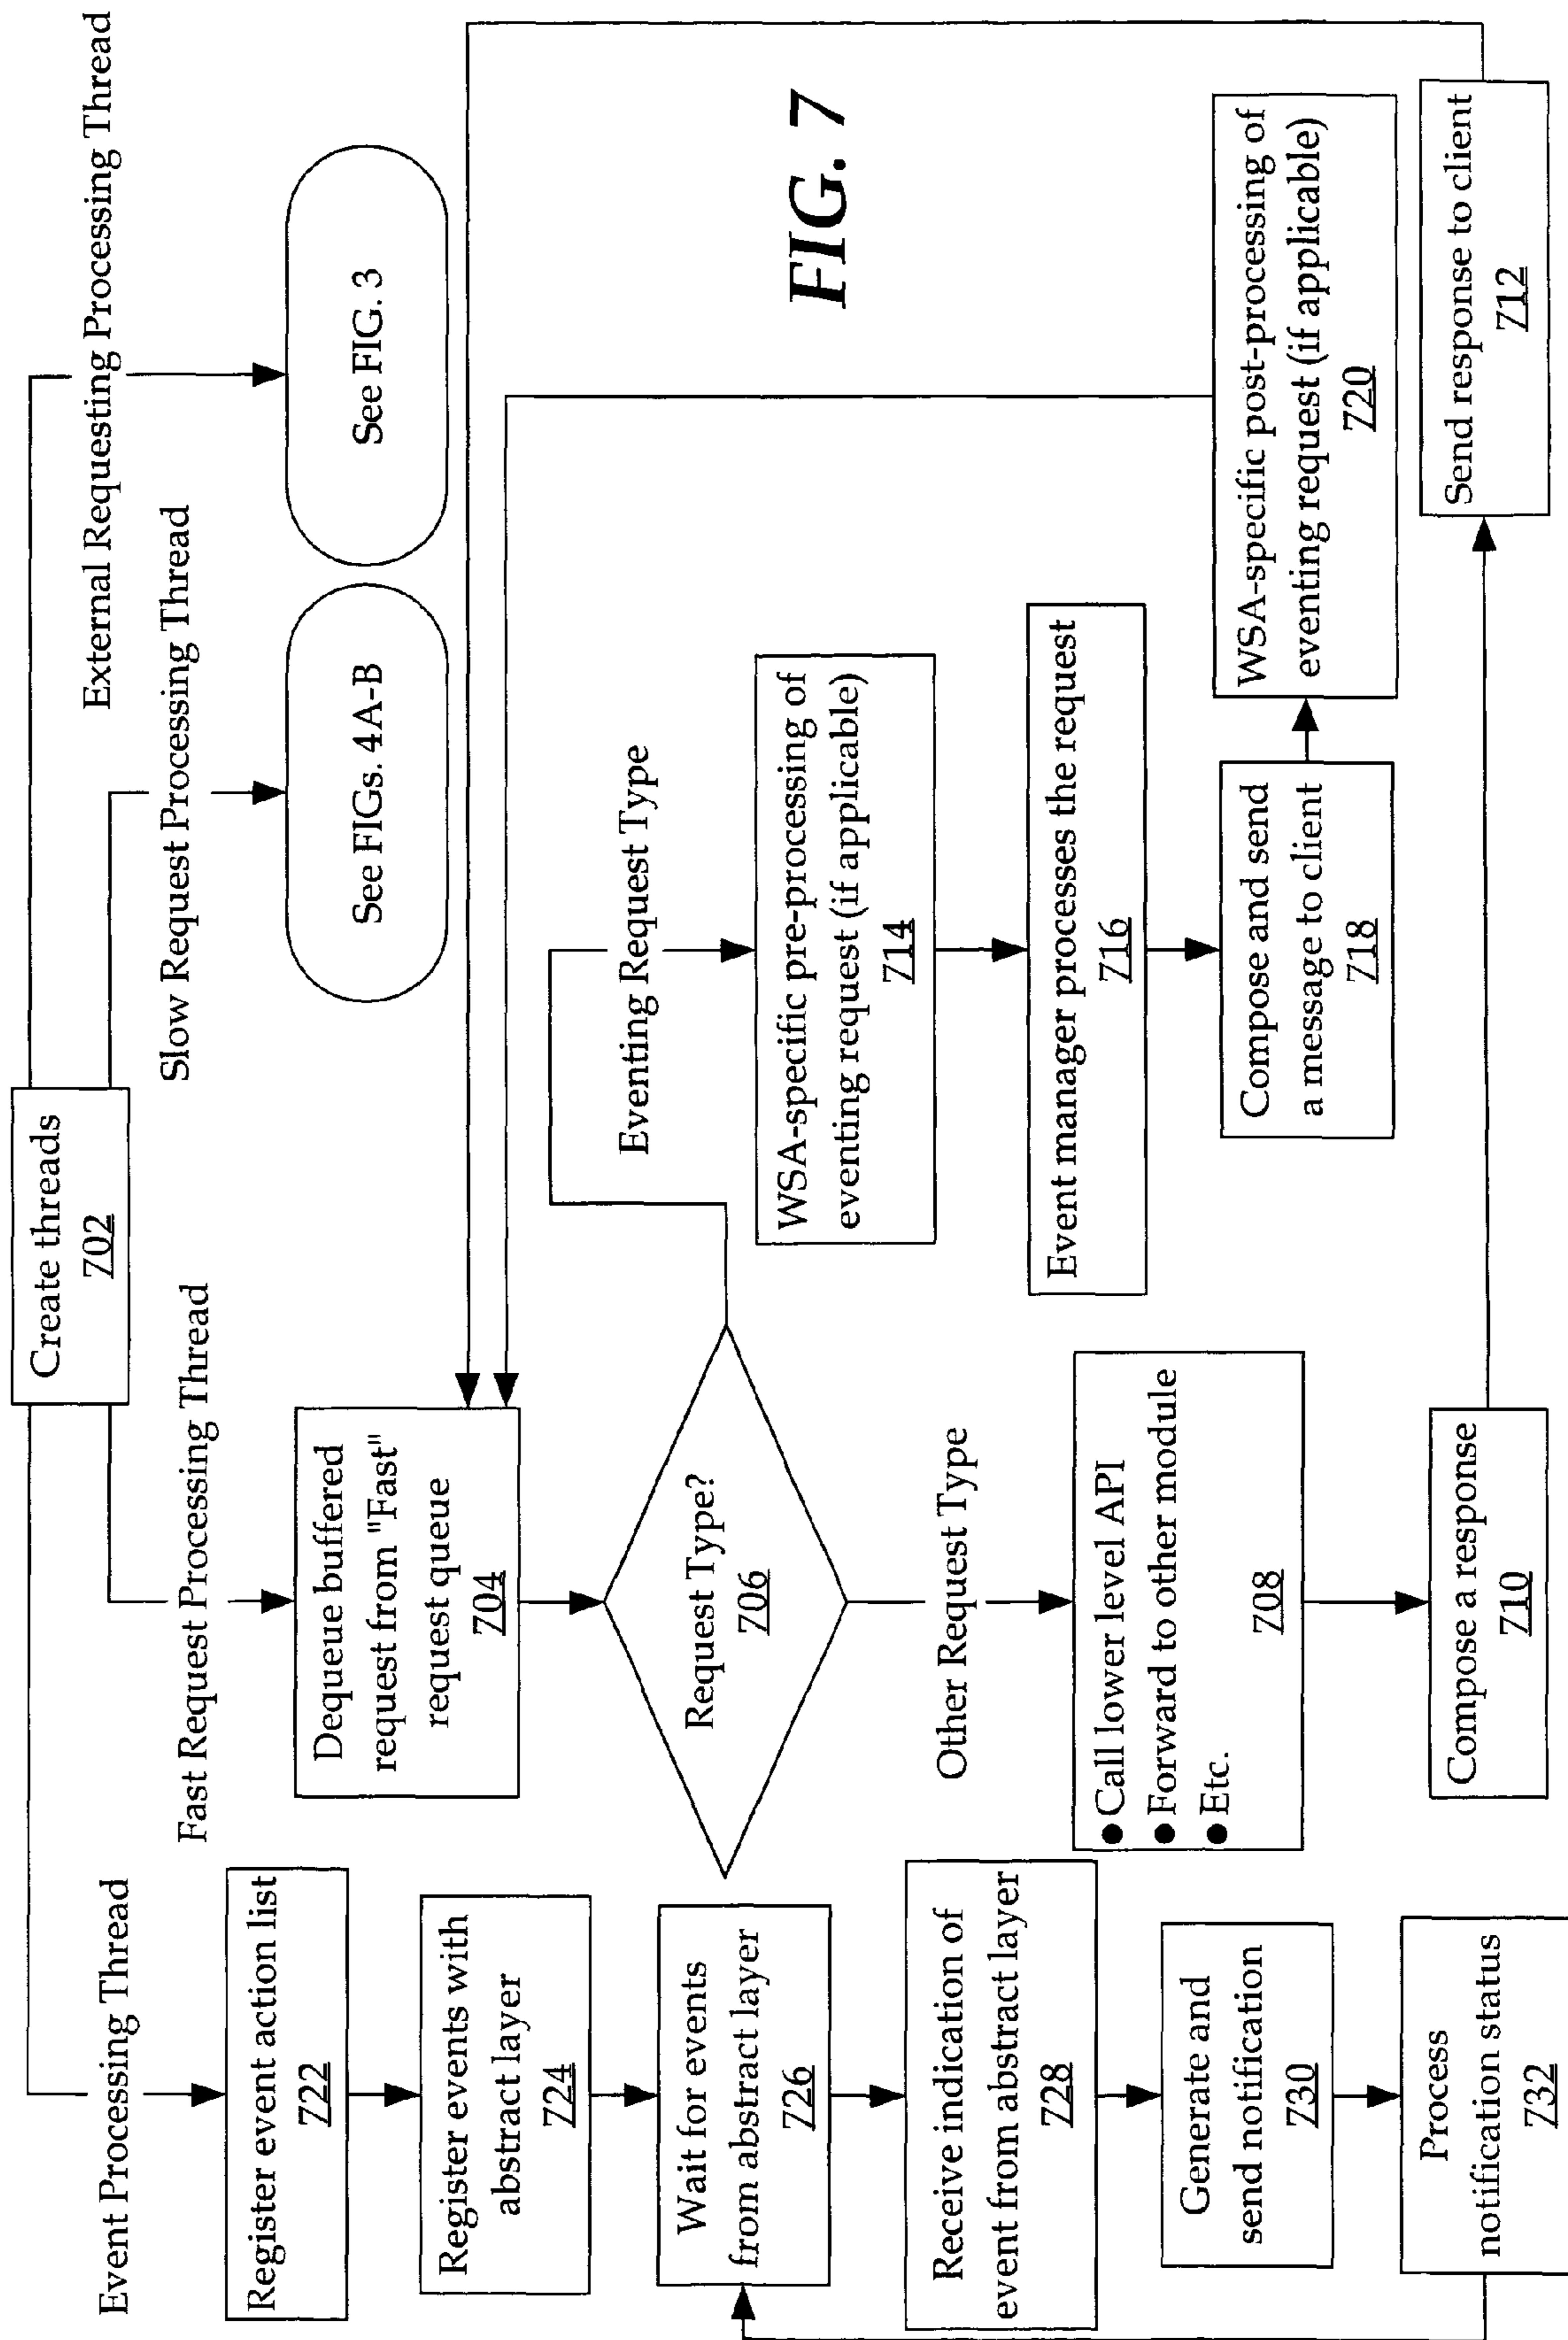 Create threads
702
Event Processing Thread
Fast Request Processing Thread
Slow Request Processing Thread
External Requesting Processing Thread
Register event action list
722
Register events with
abstract layer
724
Wait for events
from abstract layer
726
Receive indication of
event from abstract layer
728
Generate and
send notification
730
Process
notification status
732
Dequeue buffered
request from "Fast"
request queue
704
Request Type?
706
Other Request Type
● Call lower level API
● Forward to other module
● Etc.
708
Compose a response
710
Eventing Request Type
WSA-specific pre-processing of
eventing request (if applicable)
714
Event manager processes the request
716
Compose and send
a message to client
718
WSA-specific post-processing of
eventing request (if applicable)
720
Send response to client
712
See FIGs. 4A-B
See FIG. 3
FIG. 7